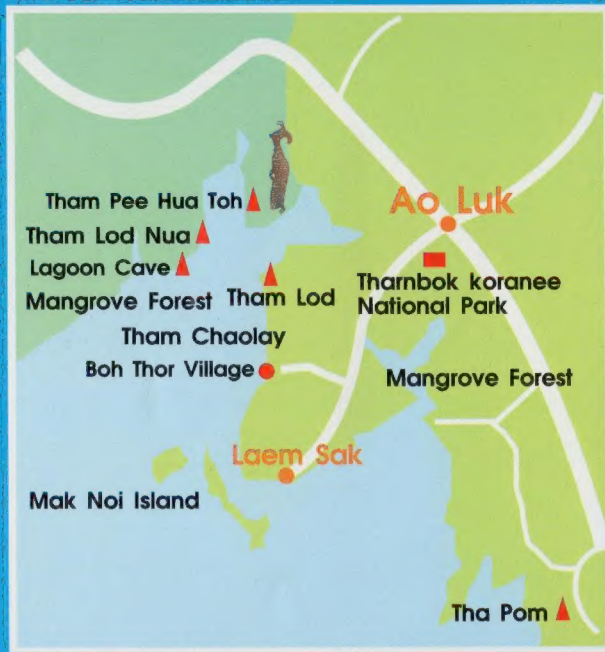 Tham Pee Hua Toh
Ao Luk
Tham Lod Nua
Lagoon Cave
Tham Lod
Tharnbok koranee
National Park
Mangrove Forest
Tham Chaolay
Boh Thor Village
Mangrove Forest
Laem Sak
Mak Noi Island
Tha Pom